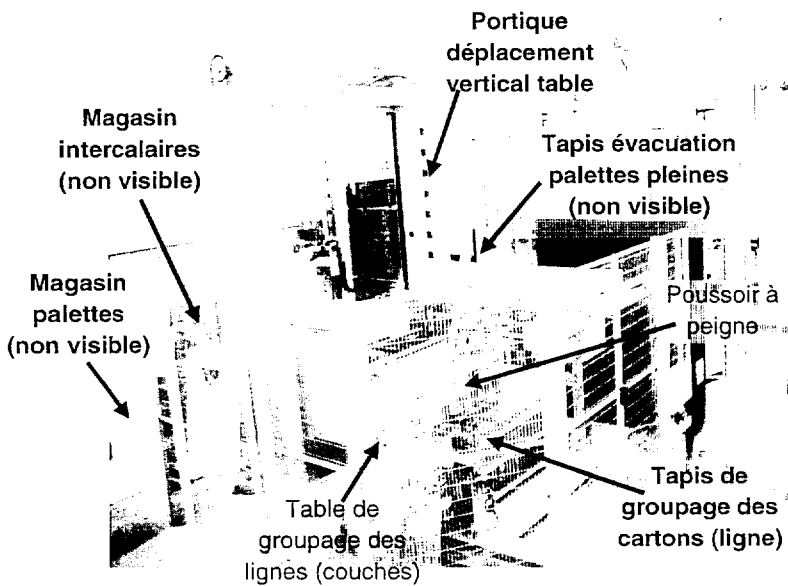 Portique
déplacement
vertical table
Magasin
intercalaires
(non visible)
Tapis évacuation
palettes pleines
(non visible)
Magasin
palettes
(non visible)
Poussoir à
peigne
Table de
groupage des
lignes (couches)
Tapis de
groupage des
cartons (ligne)